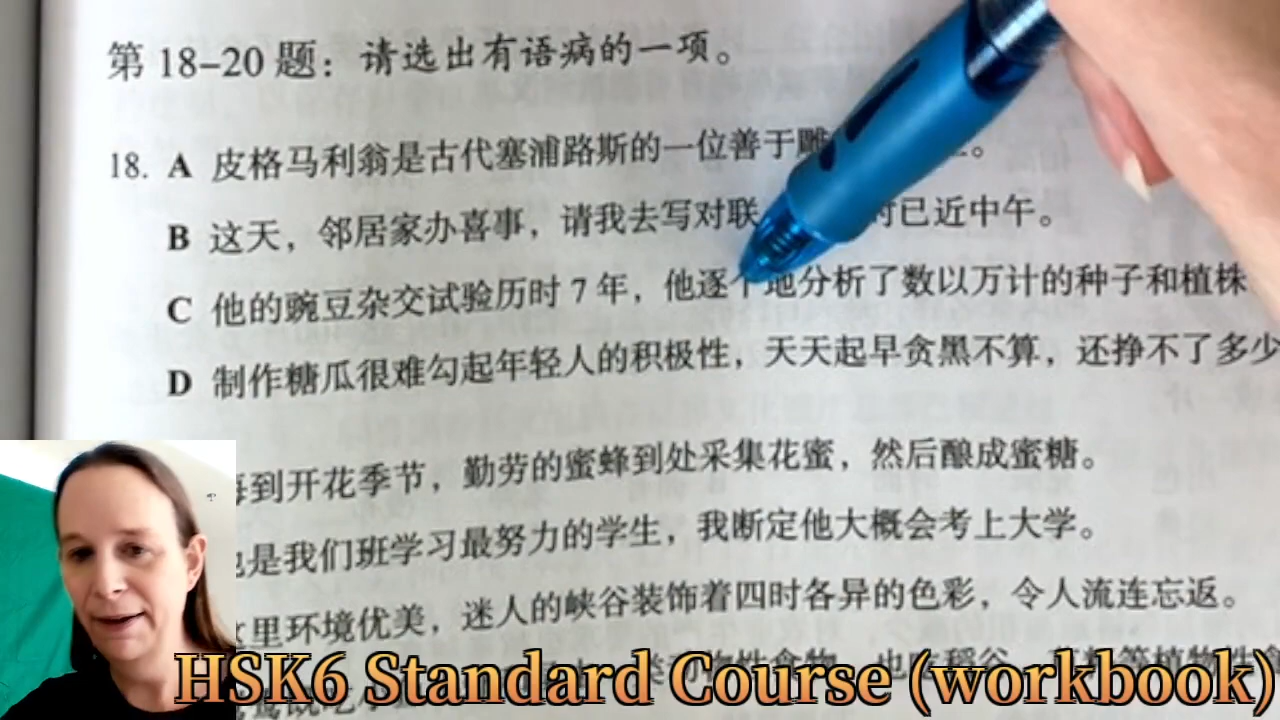 第 18–20 题：请选出有语病的一项。
18. A 皮格马利翁是古代塞浦路斯的一位善于雕 。
B 这天，邻居家办喜事，请我去写对联 时已近中午。
C 他的豌豆杂交试验历时 7 年，他逐个地分析了数以万计的种子和植株
D 制作糖瓜很难勾起年轻人的积极性，天天起早贪黑不算，还挣不了多少
每到开花季节，勤劳的蜜蜂到处采集花蜜，然后酿成蜜糖。
也是我们班学习最努力的学生，我断定他大概会考上大学。
这里环境优美，迷人的峡谷装饰着四时各异的色彩，令人流连忘返。
HSK6 Standard Course (workbook)